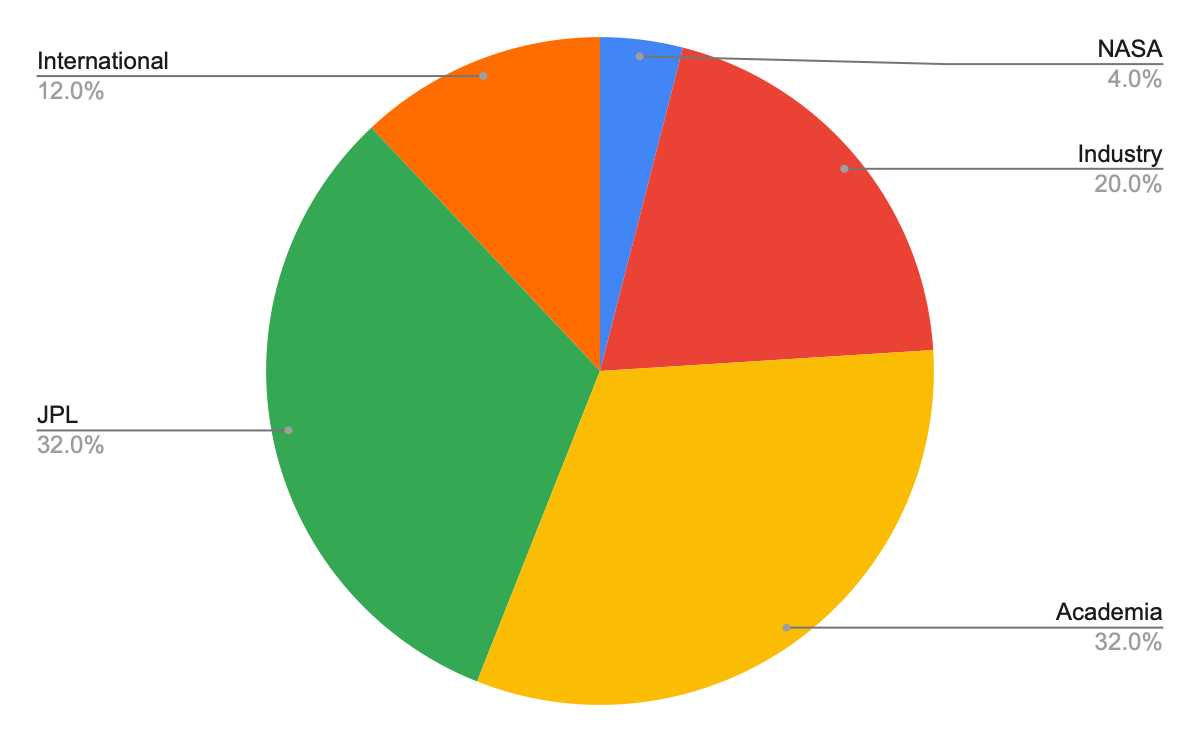 International
12.0%
NASA
4.0%
Industry
20.0%
JPL
32.0%
Academia
32.0%